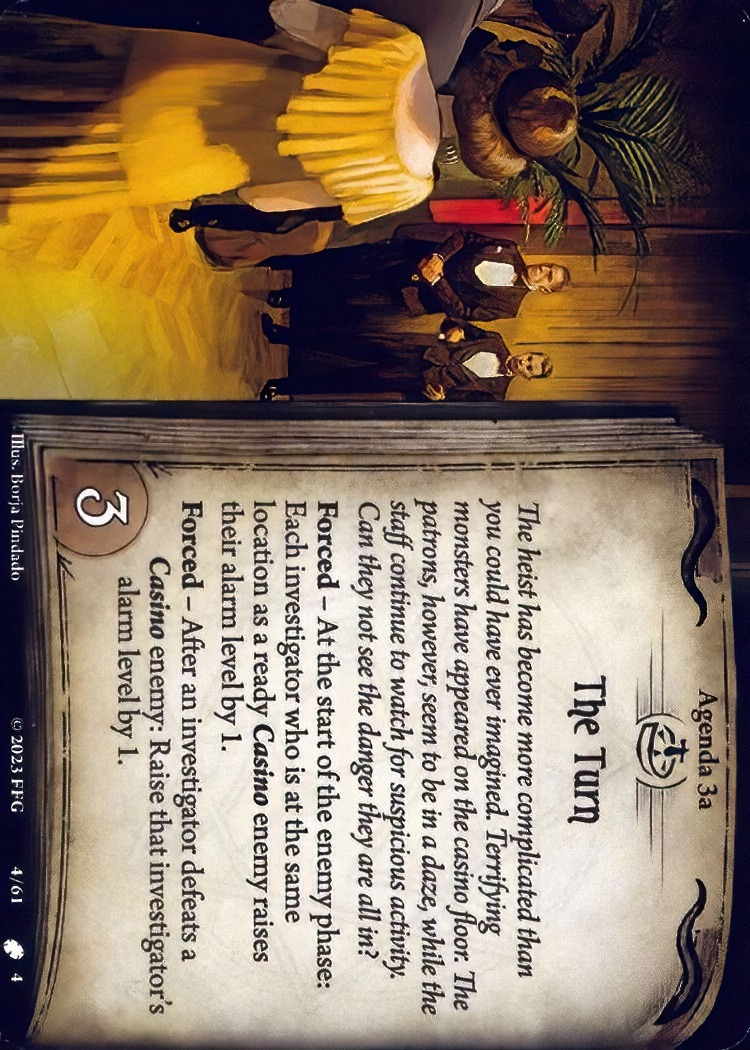 Agenda 3a
The Turn
The heist has become more complicated than
you could have ever imagined. Terrifying
monsters have appeared on the casino floor. The
patrons, however, seem to be in a daze, while the
staff continue to watch for suspicious activity.
Can they not see the danger they are all in?
Forced – At the start of the enemy phase:
Each investigator who is at the same
location as a ready Casino enemy raises
their alarm level by 1.
Forced – After an investigator defeats a
Casino enemy: Raise that investigator's
alarm level by 1.
3
Illus. Borja Pindado © 2023 FFG 4/61 4